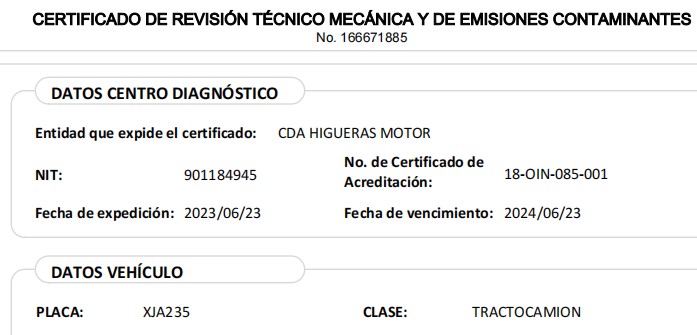 CERTIFICADO DE REVISIÓN TÉCNICO MECÁNICA Y DE EMISIONES CONTAMINANTES
No. 166671885
DATOS CENTRO DIAGNÓSTICO
Entidad que expide el certificado: CDA HIGUERAS MOTOR
NIT: 901184945 No. de Certificado de
Acreditación: 18-OIN-085-001
Fecha de expedición: 2023/06/23 Fecha de vencimiento: 2024/06/23
DATOS VEHÍCULO
PLACA: XJA235 CLASE: TRACTOCAMION